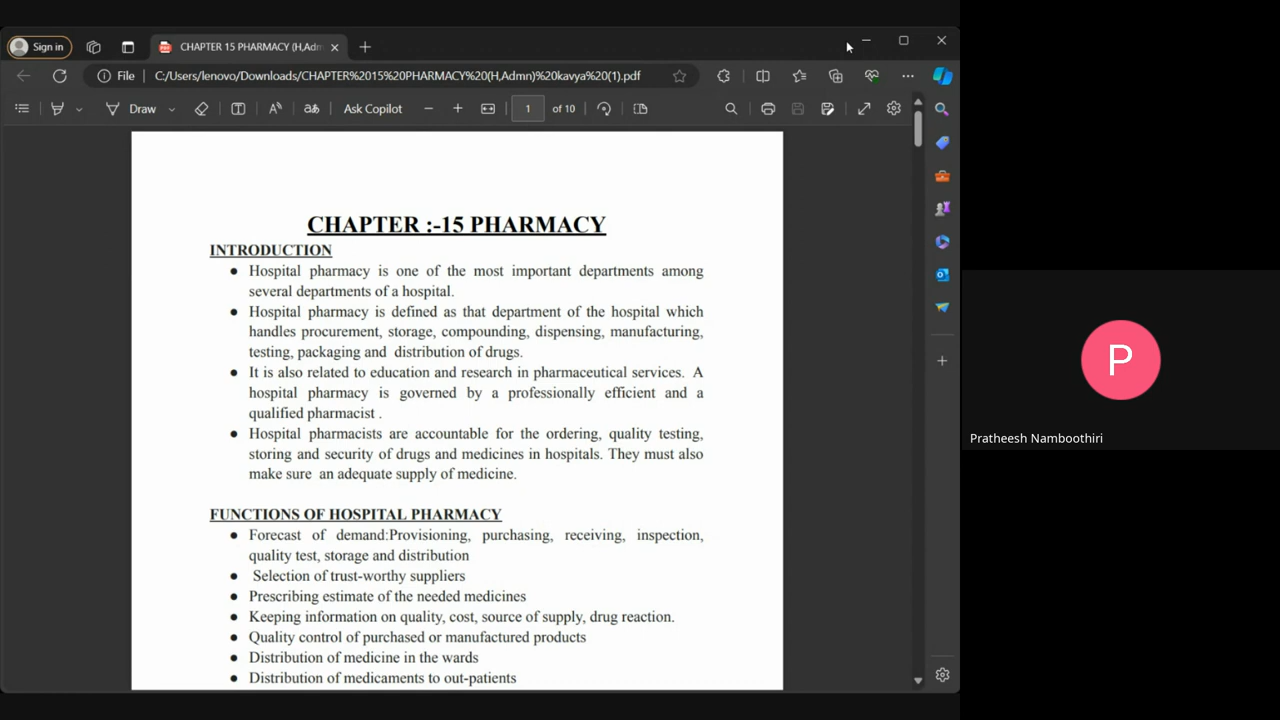 Sign in
CHAPTER 15 PHARMACY (H,Adm
File
C:/Users/lenovo/Downloads/CHAPTER%2015%20PHARMACY%20(H,Admn)%20kavya%20(1).pdf
Draw
aあ
Ask Copilot
1
of 10
CHAPTER :-15 PHARMACY
INTRODUCTION
● Hospital pharmacy is one of the most important departments among
several departments of a hospital.
● Hospital pharmacy is defined as that department of the hospital which
handles procurement, storage, compounding, dispensing, manufacturing,
testing, packaging and distribution of drugs.
● It is also related to education and research in pharmaceutical services. A
hospital pharmacy is governed by a professionally efficient and a
qualified pharmacist .
● Hospital pharmacists are accountable for the ordering, quality testing,
storing and security of drugs and medicines in hospitals. They must also
make sure an adequate supply of medicine.
FUNCTIONS OF HOSPITAL PHARMACY
● Forecast of demand:Provisioning, purchasing, receiving, inspection,
quality test, storage and distribution
● Selection of trust-worthy suppliers
● Prescribing estimate of the needed medicines
● Keeping information on quality, cost, source of supply, drug reaction.
● Quality control of purchased or manufactured products
● Distribution of medicine in the wards
● Distribution of medicaments to out-patients
P
Pratheesh Namboothiri